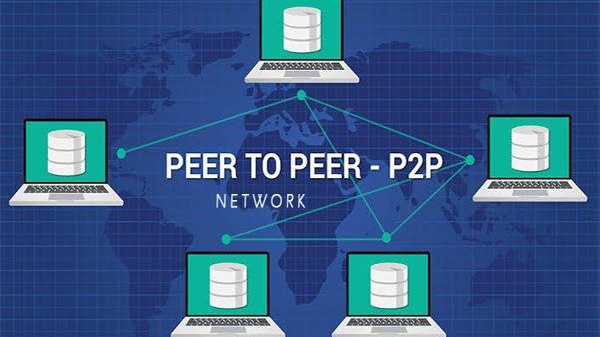 PEER TO PEER - P2P
NETWORK